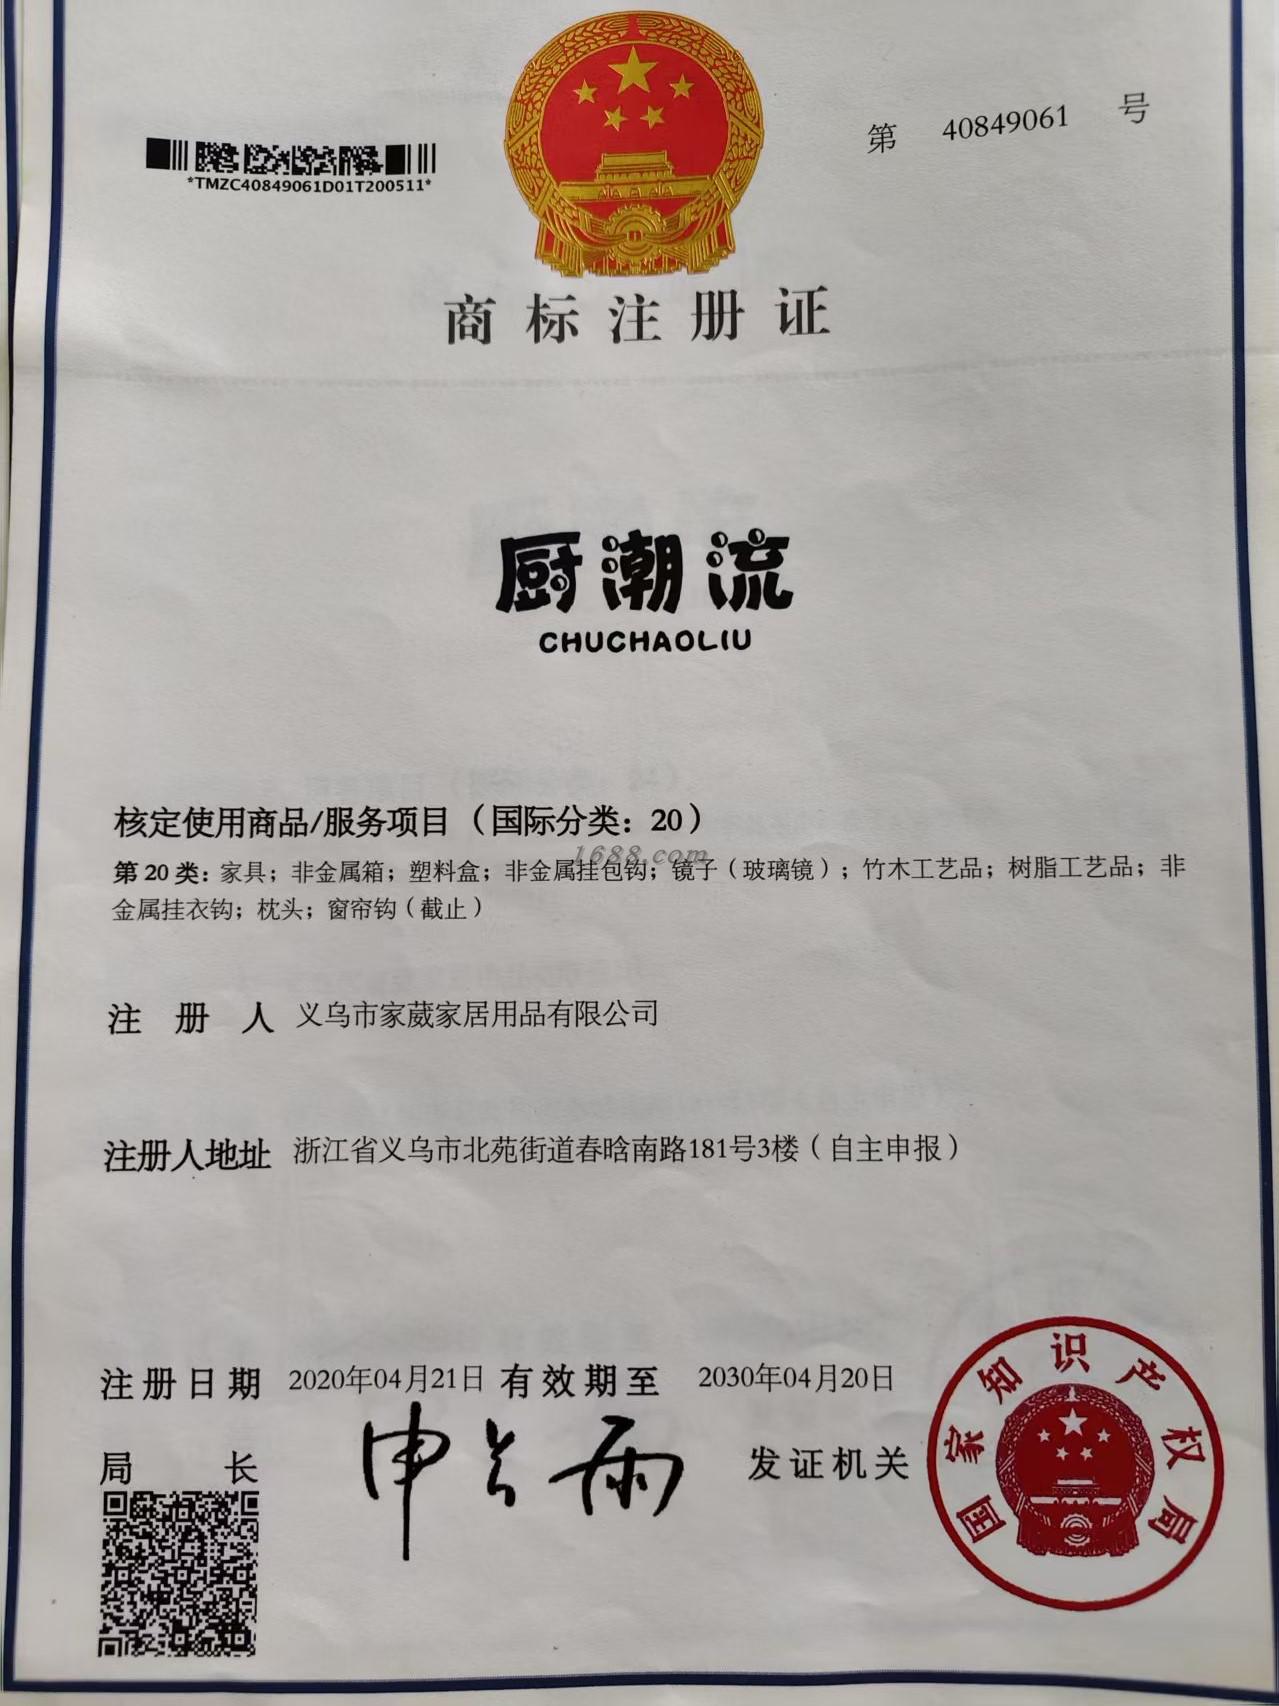 第 40849061 号
*TMZC40849061D01T200511*
商标注册证
厨潮流
CHUCHAOLIU
核定使用商品/服务项目（国际分类：20）
1688.com
第20类：家具；非金属箱；塑料盒；非金属挂包钩；镜子（玻璃镜）；竹木工艺品；树脂工艺品；非
金属挂衣钩；枕头；窗帘钩（截止）
注册人 义乌市家葳家居用品有限公司
注册人地址 浙江省义乌市北苑街道春晗南路181号3楼（自主申报）
注册日期 2020年04月21日 有效期至 2030年04月20日
局长 申长雨 发证机关
国家知识产权局